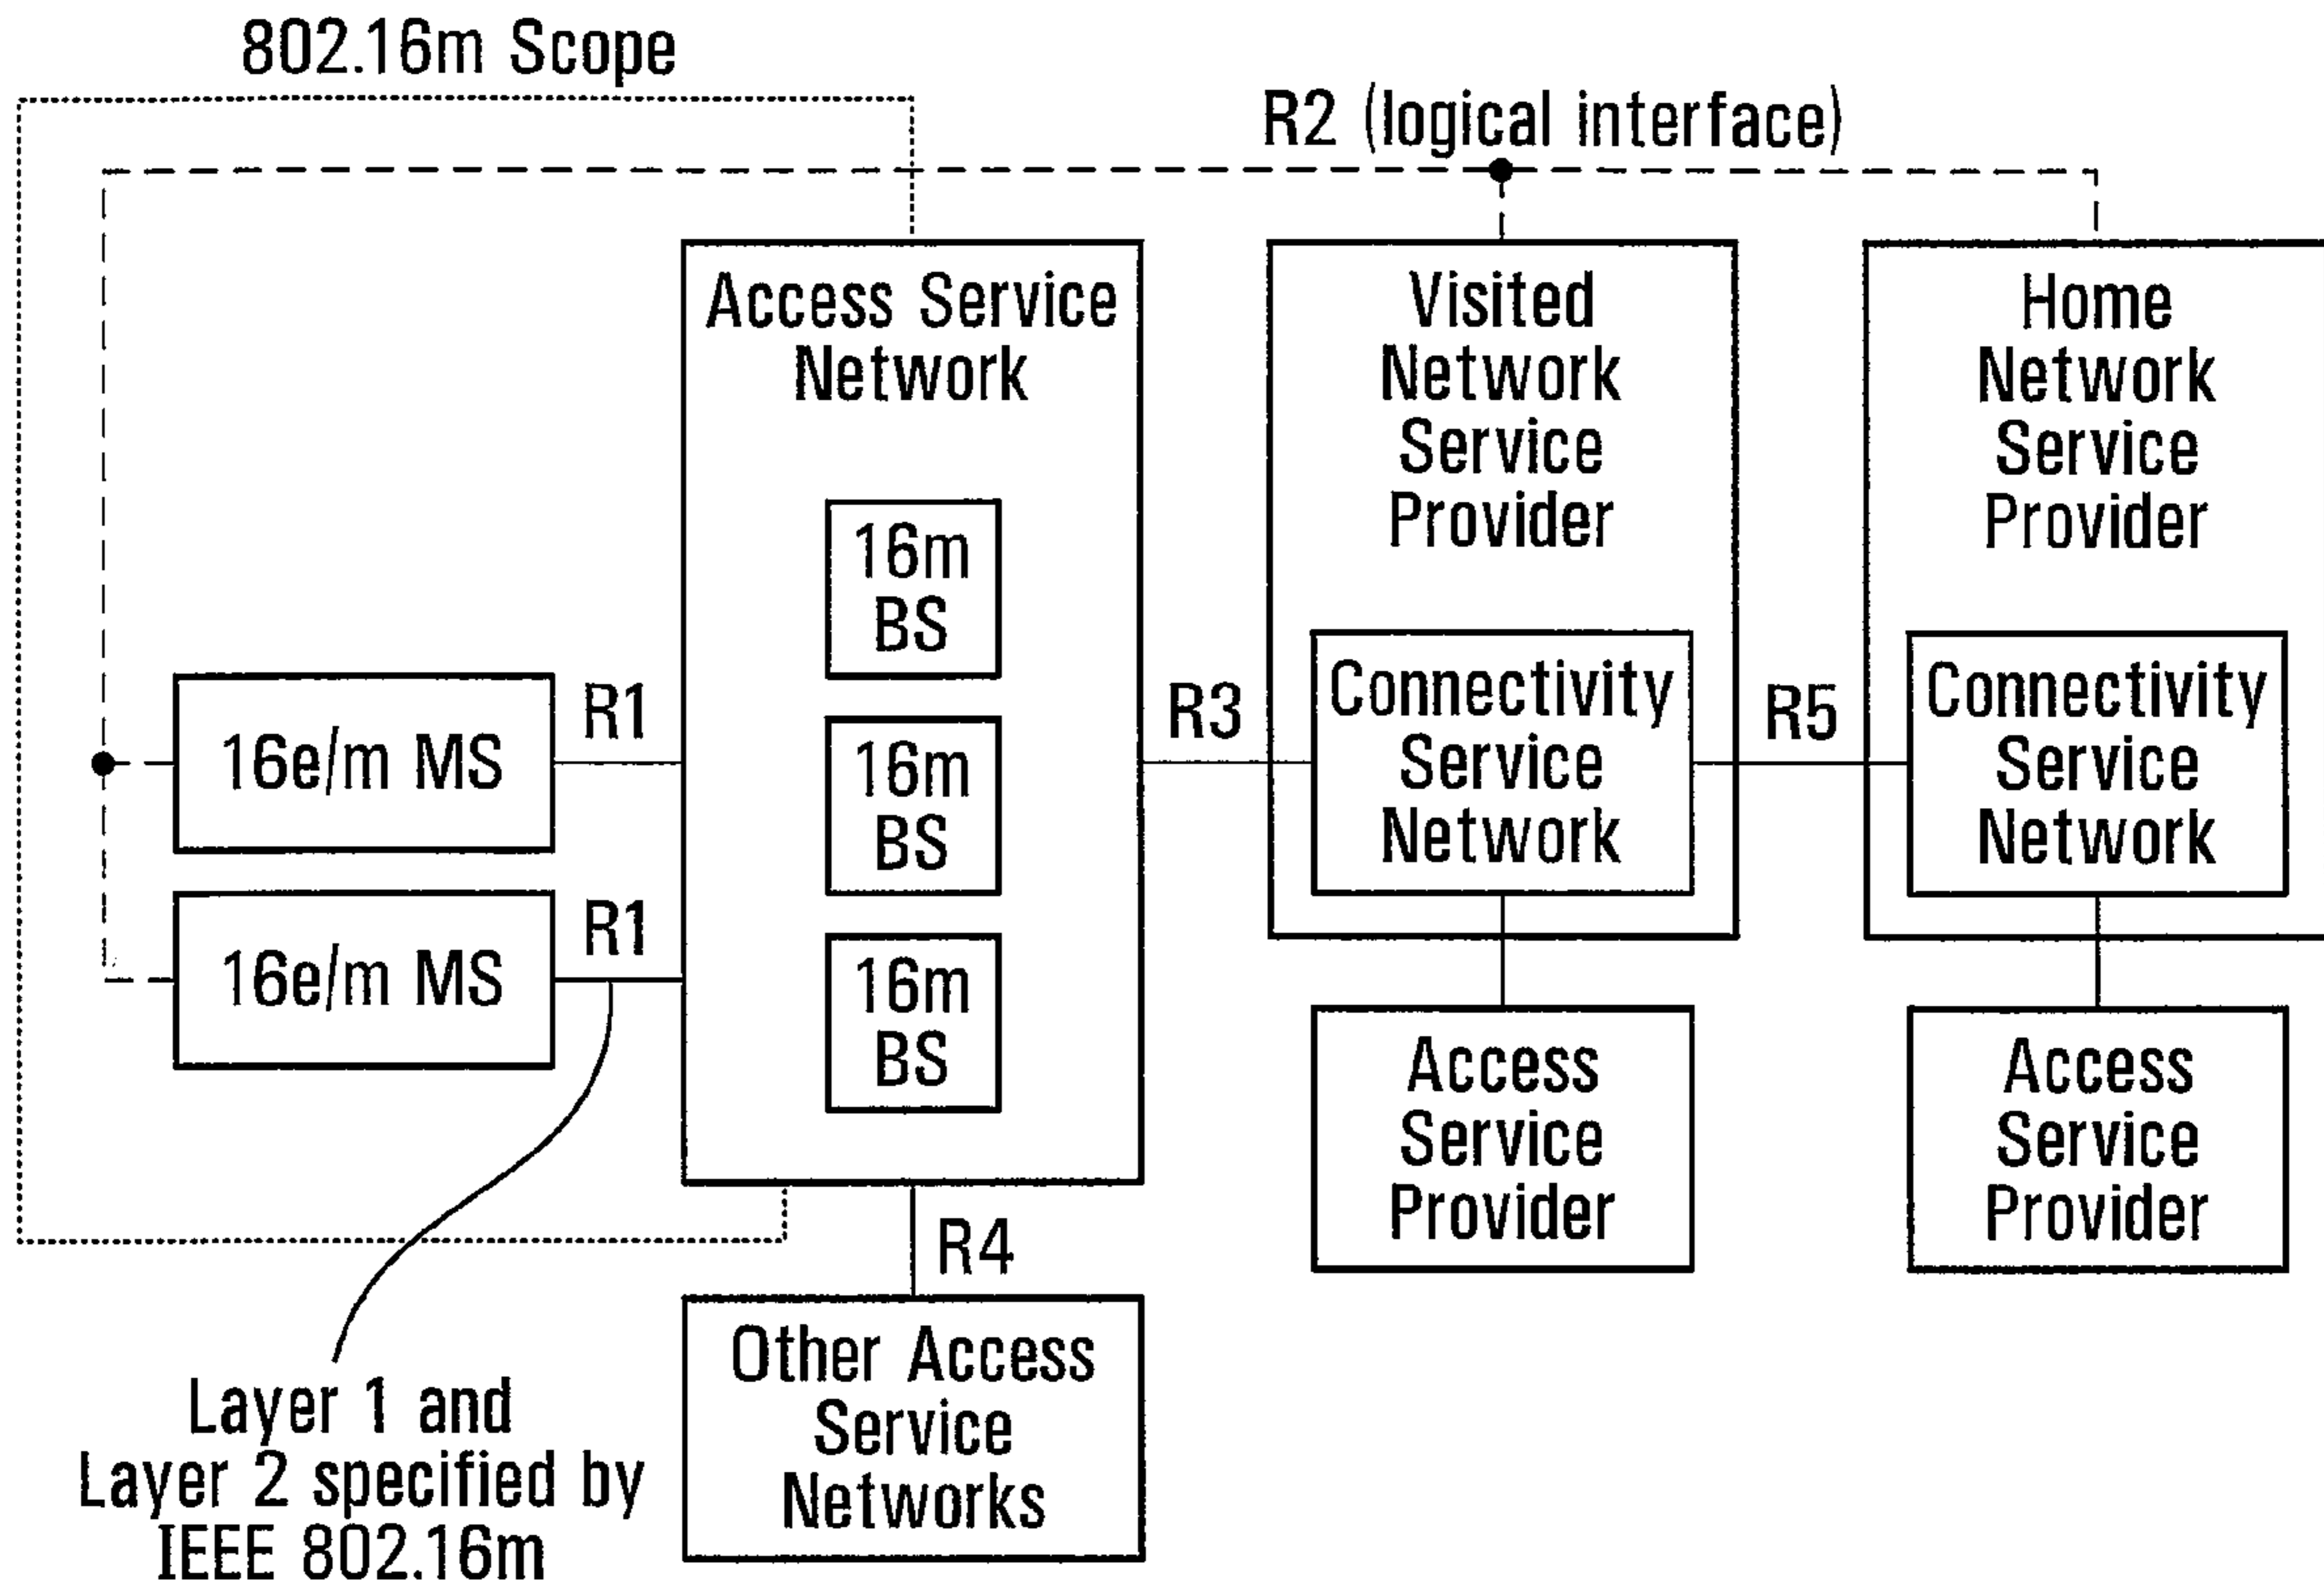 802.16m Scope
R2 (logical interface)
Access Service
Network
16m
BS
16m
BS
16m
BS
Visited
Network
Service
Provider
Home
Network
Service
Provider
16e/m MS
R1
16e/m MS
R1
R3
Connectivity
Service
Network
R5
Connectivity
Service
Network
Access
Service
Provider
Access
Service
Provider
R4
Other Access
Service
Networks
Layer 1 and
Layer 2 specified by
IEEE 802.16m